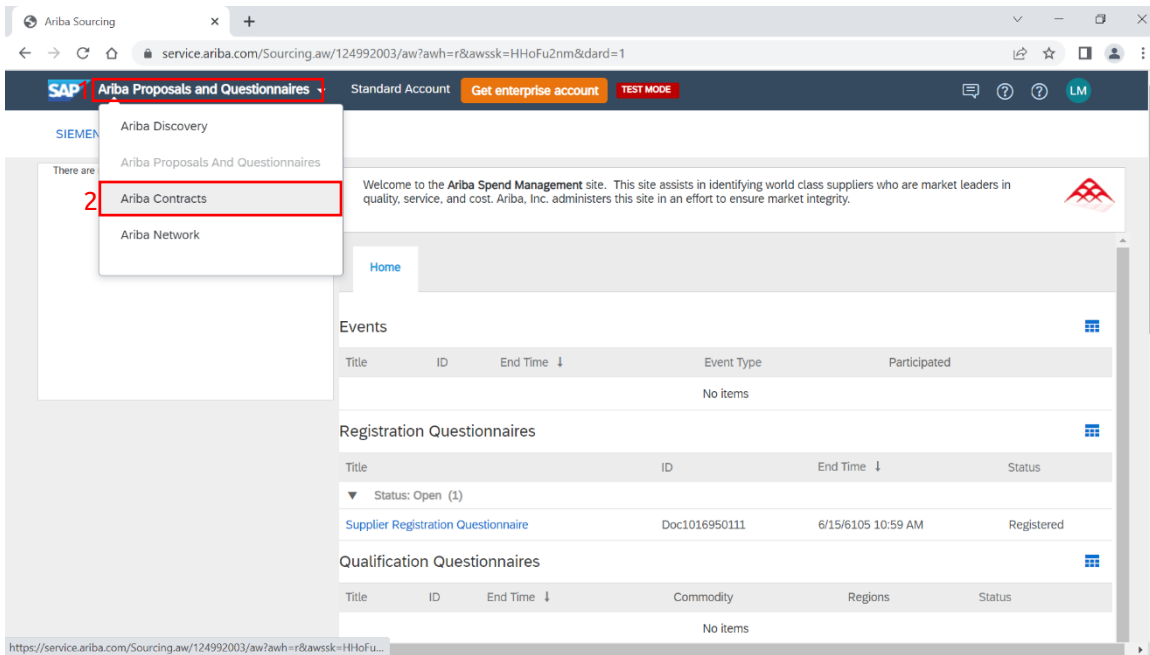 Ariba Sourcing
service.ariba.com/Sourcing.aw/124992003/aw?awh=r&awssk=HHoFu2nm&dard=1
SAP 1 Ariba Proposals and Questionnaires Standard Account Get enterprise account TEST MODE LM
SIEMEN
Ariba Discovery
Ariba Proposals And Questionnaires
2 Ariba Contracts
Ariba Network
There are
Welcome to the Ariba Spend Management site. This site assists in identifying world class suppliers who are market leaders in
quality, service, and cost. Ariba, Inc. administers this site in an effort to ensure market integrity.
Home
Events
Title ID End Time ↓ Event Type Participated
No items
Registration Questionnaires
Title ID End Time ↓ Status
▼ Status: Open (1)
Supplier Registration Questionnaire Doc1016950111 6/15/6105 10:59 AM Registered
Qualification Questionnaires
Title ID End Time ↓ Commodity Regions Status
No items
https://service.ariba.com/Sourcing.aw/124992003/aw?awh=r&awssk=HHoFu...